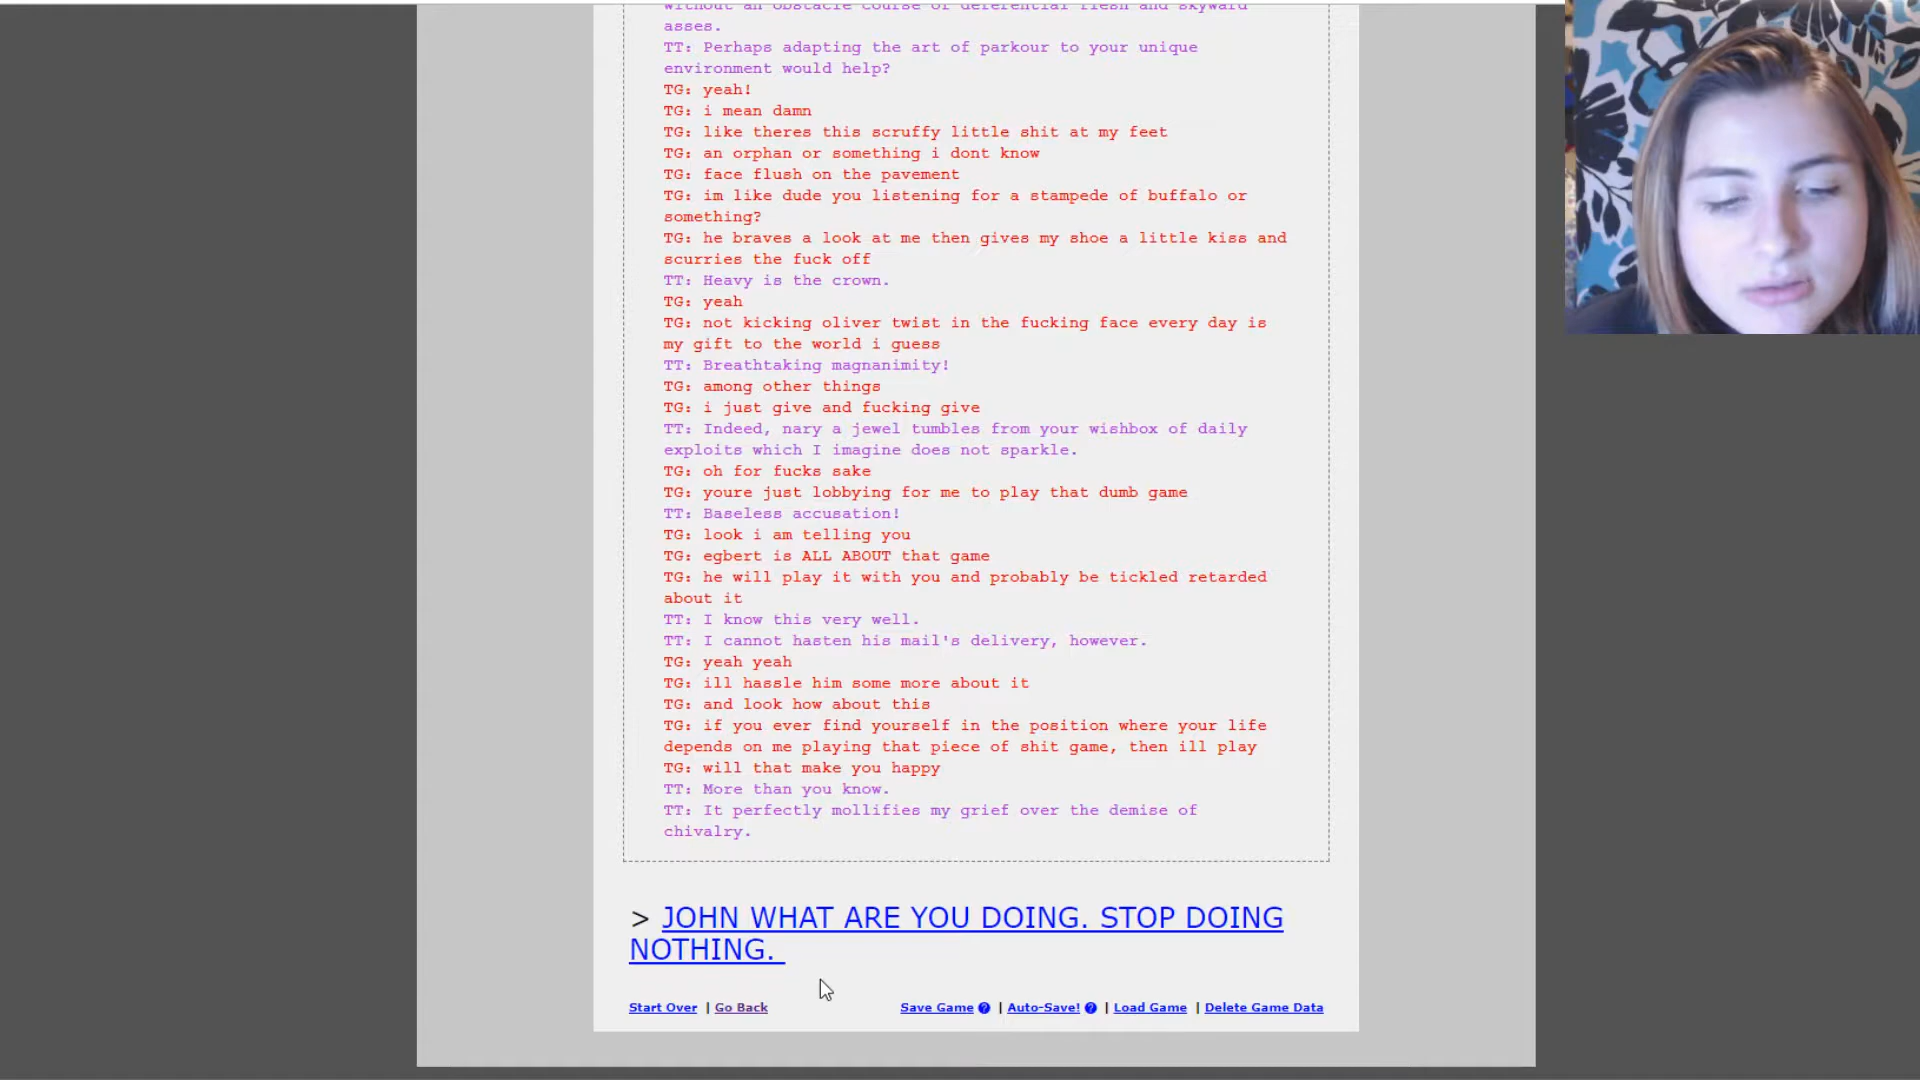 without an obstacle course of deferential flesh and skyward
asses.
TT: Perhaps adapting the art of parkour to your unique
environment would help?
TG: yeah!
TG: i mean damn
TG: like theres this scruffy little shit at my feet
TG: an orphan or something i dont know
TG: face flush on the pavement
TG: im like dude you listening for a stampede of buffalo or
something?
TG: he braves a look at me then gives my shoe a little kiss and
scurries the fuck off
TT: Heavy is the crown.
TG: yeah
TG: not kicking oliver twist in the fucking face every day is
my gift to the world i guess
TT: Breathtaking magnanimity!
TG: among other things
TG: i just give and fucking give
TT: Indeed, nary a jewel tumbles from your wishbox of daily
exploits which I imagine does not sparkle.
TG: oh for fucks sake
TG: youre just lobbying for me to play that dumb game
TT: Baseless accusation!
TG: look i am telling you
TG: egbert is ALL ABOUT that game
TG: he will play it with you and probably be tickled retarded
about it
TT: I know this very well.
TT: I cannot hasten his mail's delivery, however.
TG: yeah yeah
TG: ill hassle him some more about it
TG: and look how about this
TG: if you ever find yourself in the position where your life
depends on me playing that piece of shit game, then ill play
TG: will that make you happy
TT: More than you know.
TT: It perfectly mollifies my grief over the demise of
chivalry.
> JOHN WHAT ARE YOU DOING. STOP DOING
NOTHING.
Start Over | Go Back Save Game ? | Auto-Save! ? | Load Game | Delete Game Data